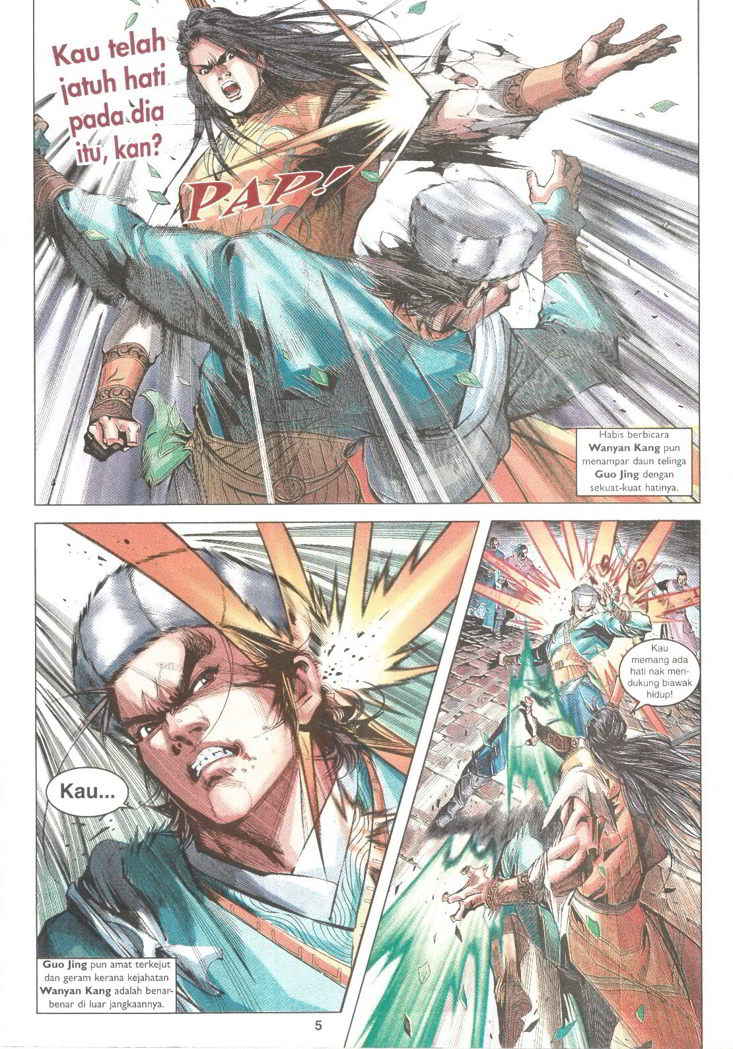 Kau telah
jatuh hati
pada dia
itu, kan?
PAP!
Habis berbicara
Wanyan Kang pun
menampar daun telinga
Guo Jing dengan
sekuat-kuat hatinya.
Kau...
Guo Jing pun amat terkejut
dan geram kerana kejahatan
Wanyan Kang adalah benar-
benar di luar jangkaannya.
Kau
memang ada
hati nak men-
dukung biawak
hidup!
5